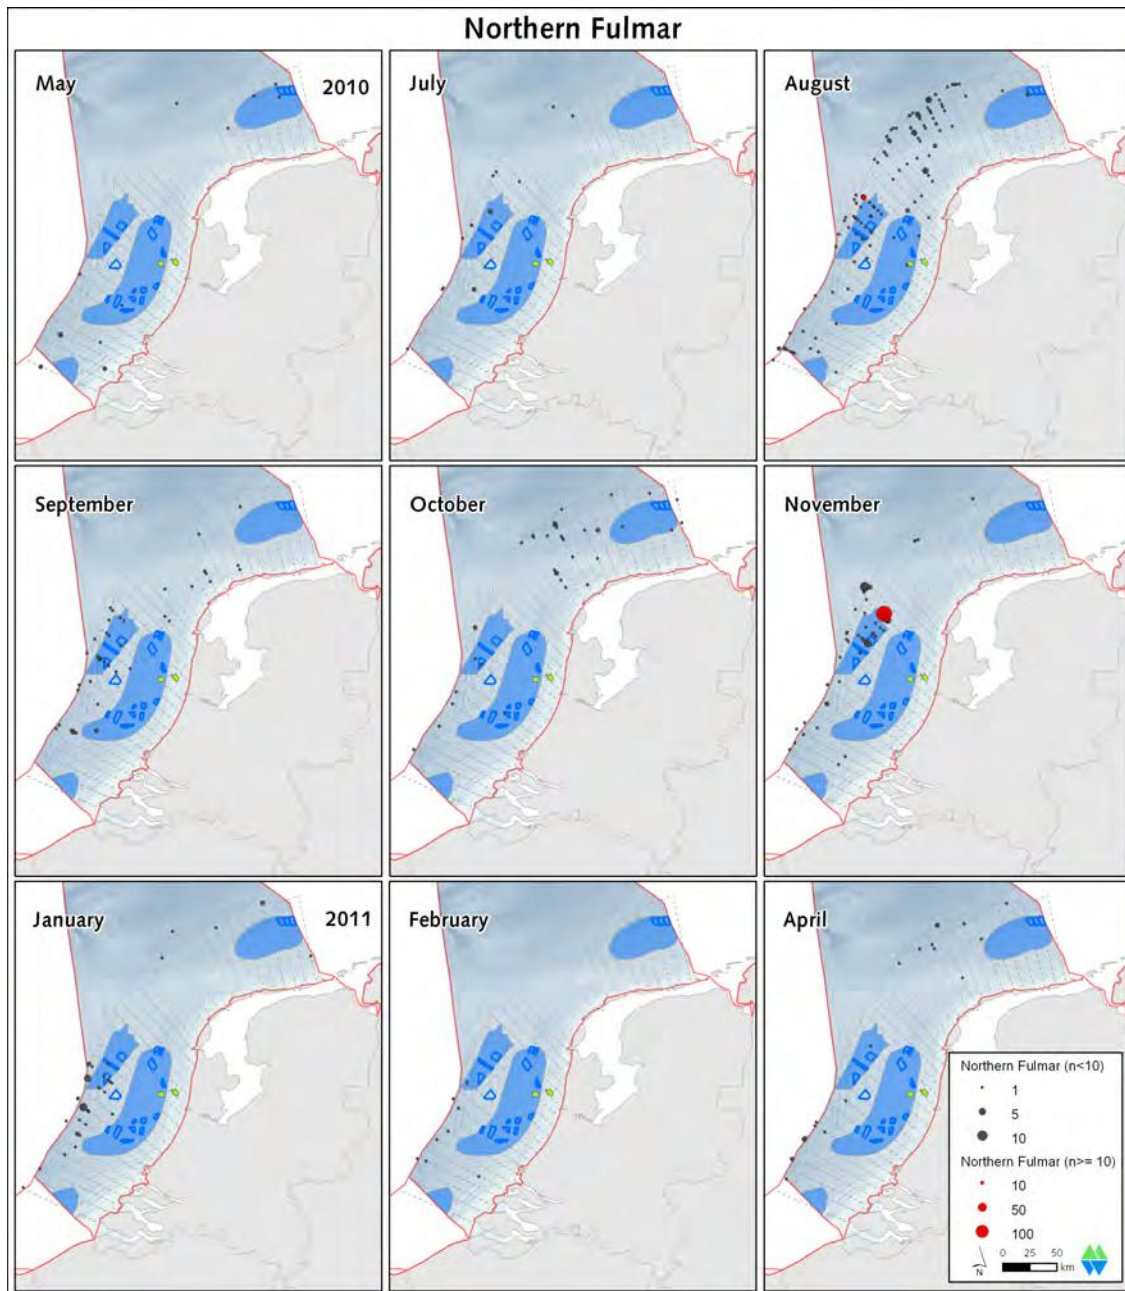 Northern Fulmar
May
2010
July
August
September
October
November
January
2011
February
April
Northern Fulmar (n<10)
1
5
10
Northern Fulmar (n>= 10)
10
50
100
N
0 25 50
km